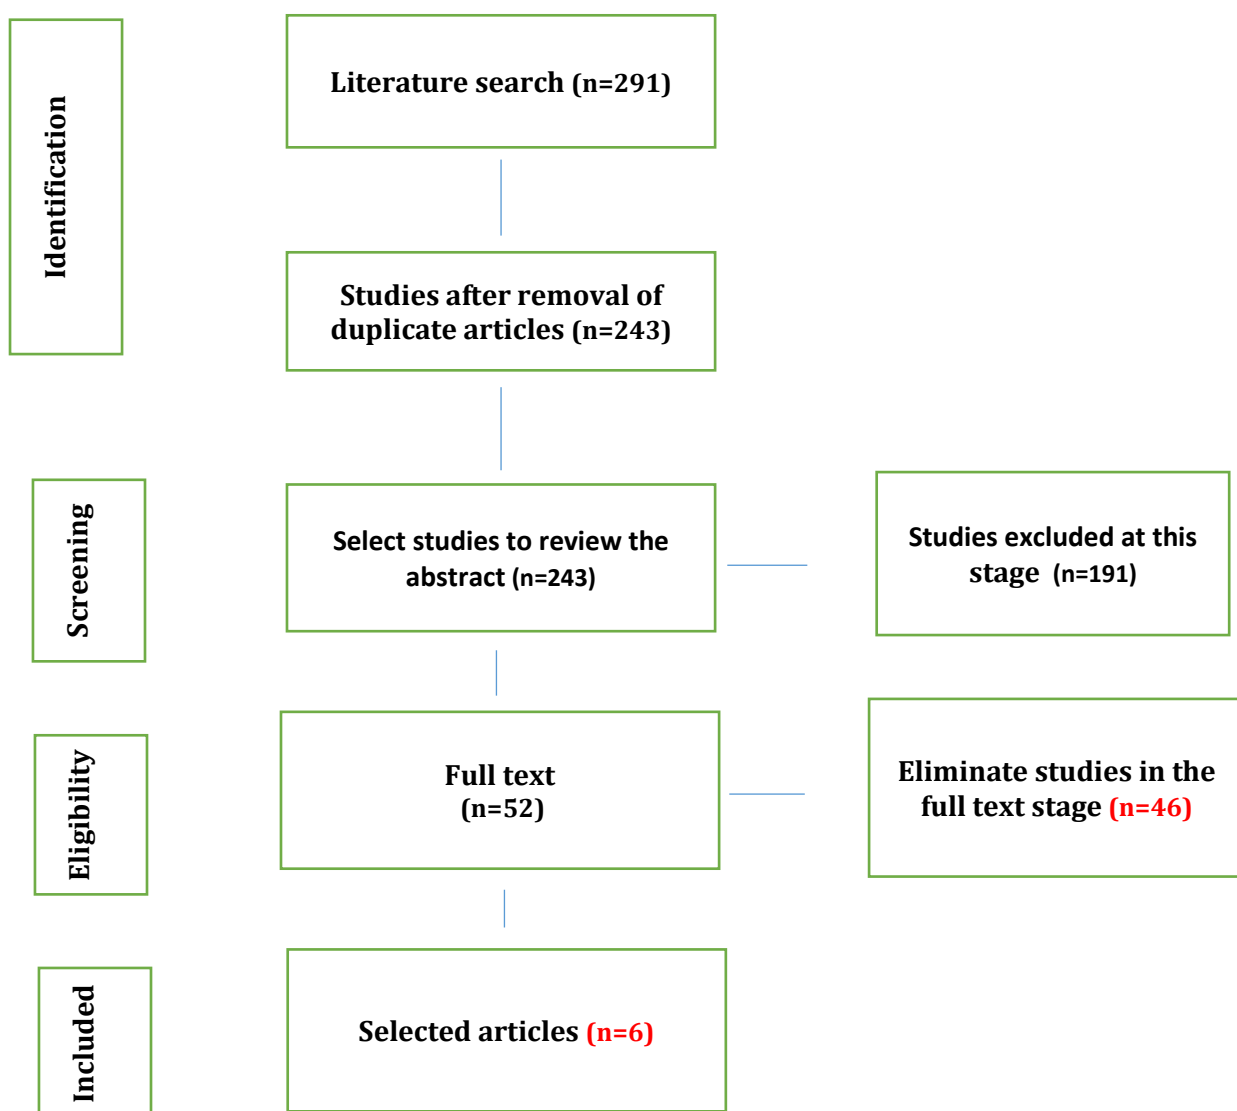 Identification
Literature search (n=291)
Studies after removal of
duplicate articles (n=243)
Screening
Select studies to review the
abstract (n=243)
Studies excluded at this
stage (n=191)
Eligibility
Full text
(n=52)
Eliminate studies in the
full text stage (n=46)
Included
Selected articles (n=6)